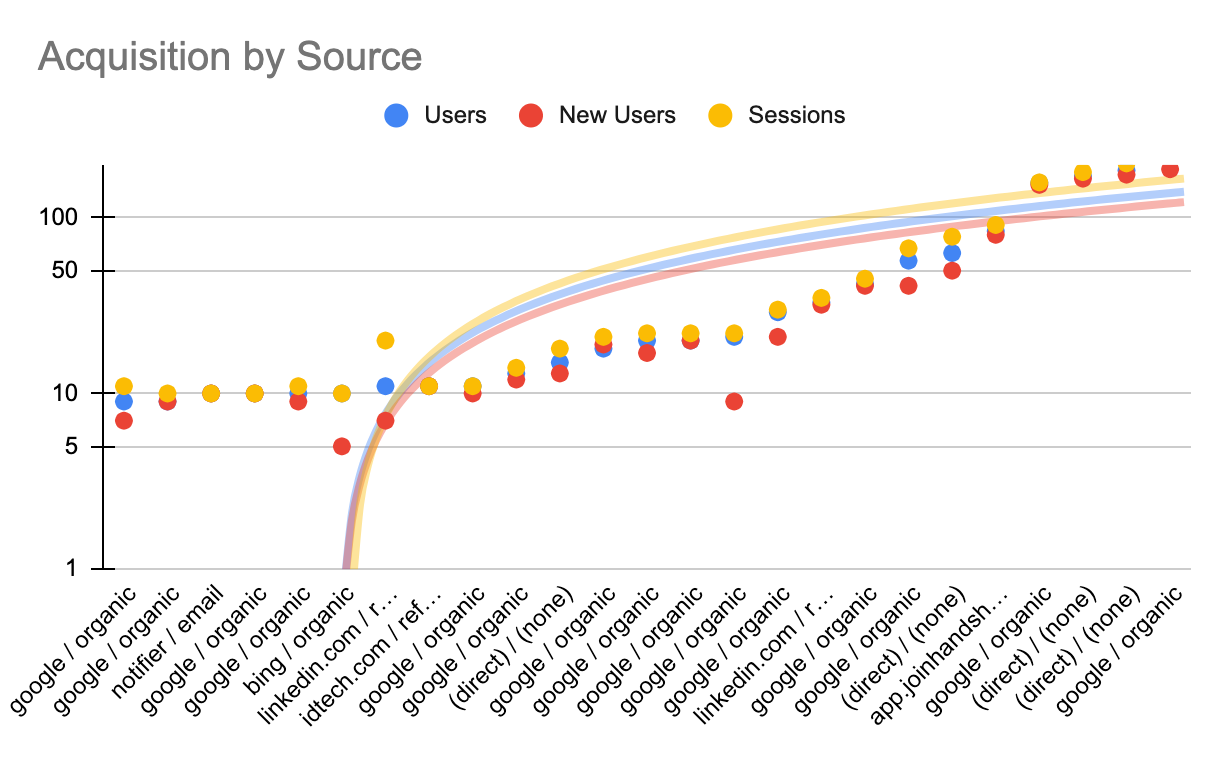 Acquisition by Source
Users New Users Sessions
100
50
10
5
1
google / organic
google / organic
notifier / email
google / organic
google / organic
bing / organic
linkedin.com / r…
idtech.com / ref…
google / organic
google / organic
(direct) / (none)
google / organic
google / organic
google / organic
google / organic
google / organic
linkedin.com / r…
google / organic
google / organic
(direct) / (none)
app.joinhandsh…
google / organic
(direct) / (none)
(direct) / (none)
google / organic